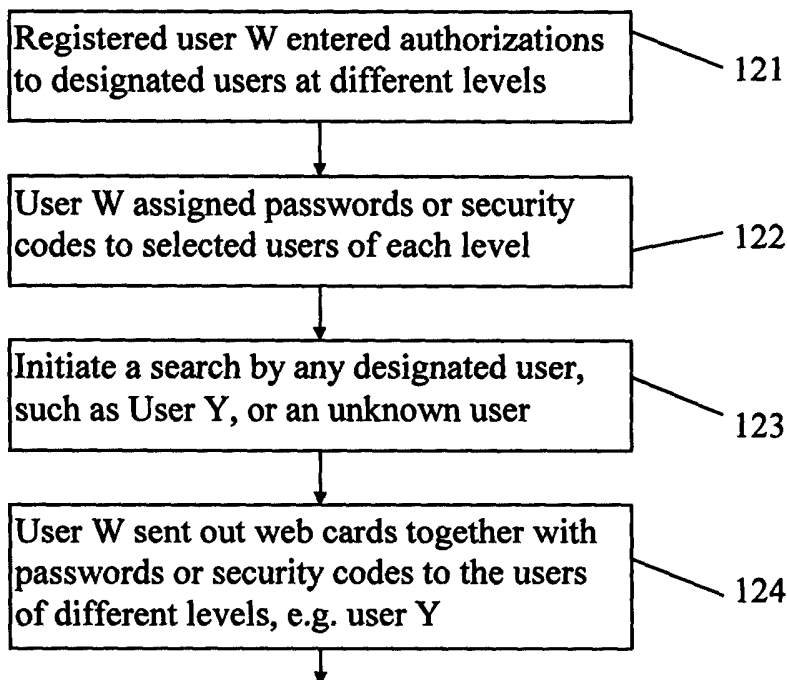 Registered user W entered authorizations
to designated users at different levels
121
User W assigned passwords or security
codes to selected users of each level
122
Initiate a search by any designated user,
such as User Y, or an unknown user
123
User W sent out web cards together with
passwords or security codes to the users
of different levels, e.g. user Y
124